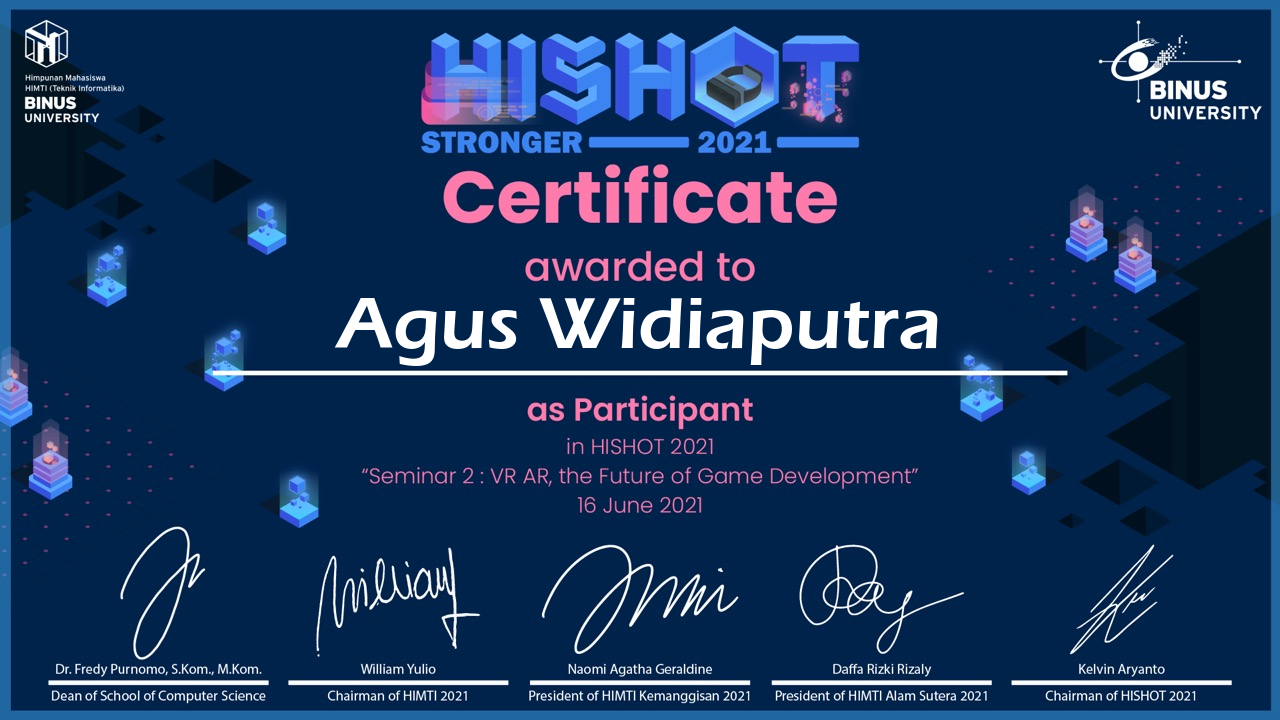 Himpunan Mahasiswa
HIMTI (Teknik Informatika)
BINUS
UNIVERSITY
HISHOT
STRONGER 2021
BINUS
UNIVERSITY
Certificate
awarded to
Agus Widiaputra
as Participant
in HISHOT 2021
“Seminar 2 : VR AR, the Future of Game Development”
16 June 2021
Dr. Fredy Purnomo, S.Kom., M.Kom.
Dean of School of Computer Science
William Yulio
Chairman of HIMTI 2021
Naomi Agatha Geraldine
President of HIMTI Kemanggisan 2021
Daffa Rizki Rizaly
President of HIMTI Alam Sutera 2021
Kelvin Aryanto
Chairman of HISHOT 2021